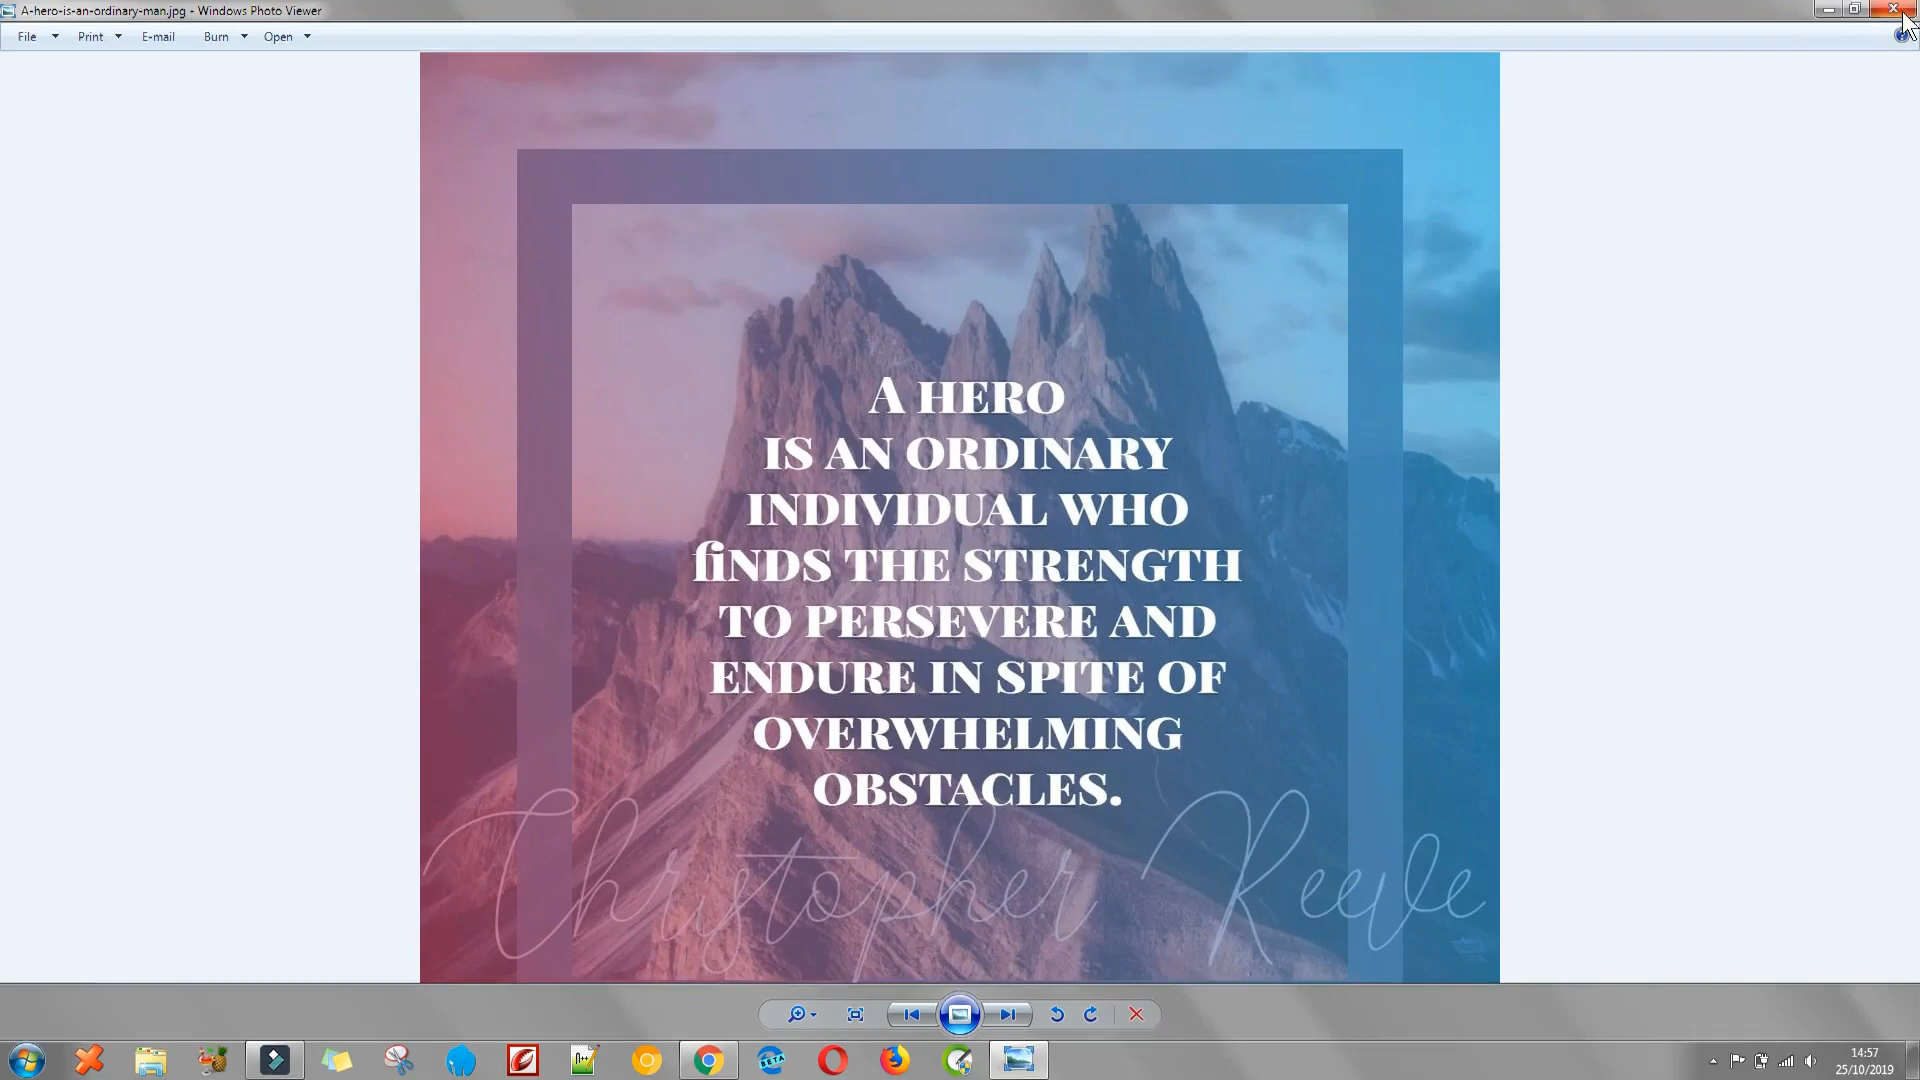 A-hero-is-an-ordinary-man.jpg - Windows Photo Viewer
File Print E-mail Burn Open
A HERO
IS AN ORDINARY
INDIVIDUAL WHO
fiNDS THE STRENGTH
TO PERSEVERE AND
ENDURE IN SPITE OF
OVERWHELMING
OBSTACLES.
Christopher Reeve
BETA
n++
14:57
25/10/2019